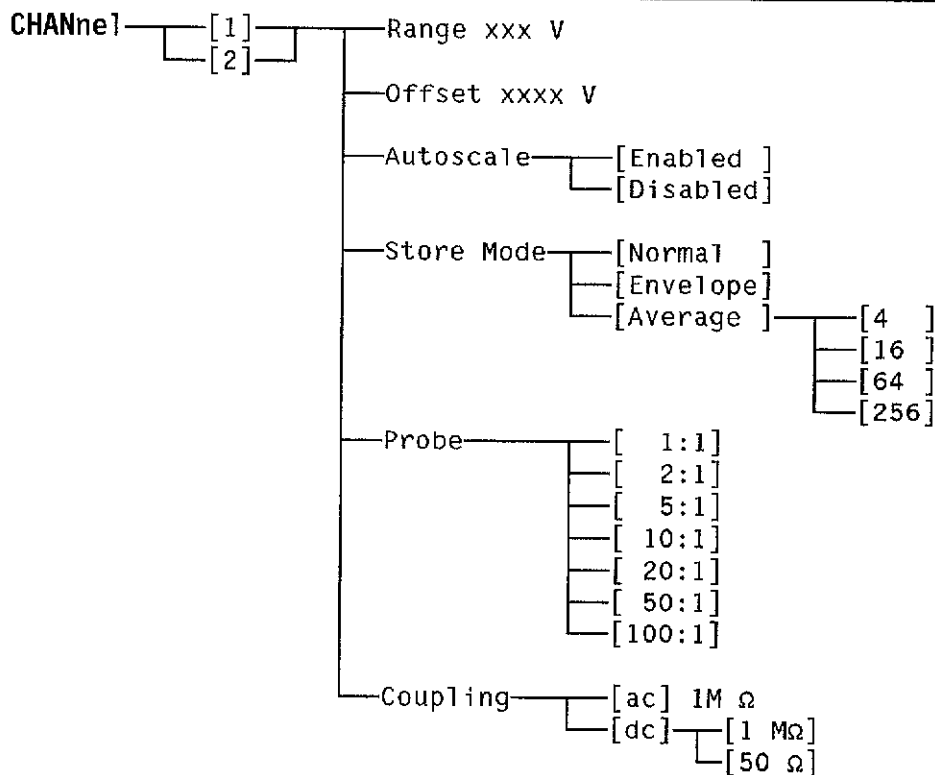 CHANnel [1] Range xxx V
[2]
Offset xxxx V
Autoscale [Enabled ]
[Disabled]
Store Mode [Normal ]
[Envelope]
[Average ] [4 ]
[16 ]
[64 ]
[256]
Probe [ 1:1]
[ 2:1]
[ 5:1]
[ 10:1]
[ 20:1]
[ 50:1]
[100:1]
Coupling [ac] 1M Ω
[dc] [1 MΩ]
[50 Ω]